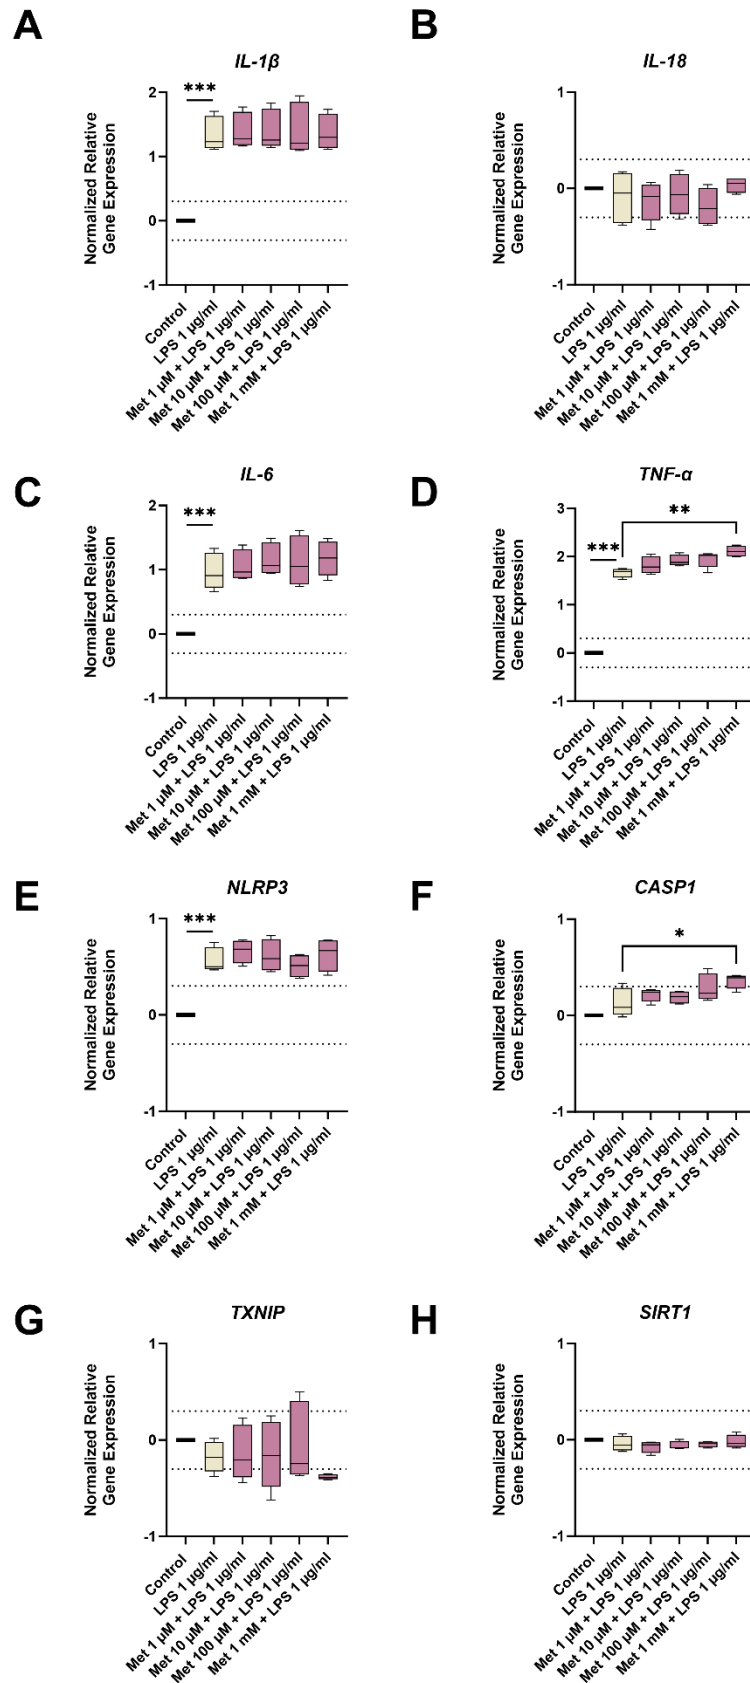 A
IL-1β
***
Normalized Relative
Gene Expression
2
1
0
-1
Control
LPS 1 µg/ml
Met 1 µM + LPS 1 µg/ml
Met 10 µM + LPS 1 µg/ml
Met 100 µM + LPS 1 µg/ml
Met 1 mM + LPS 1 µg/ml
B
IL-18
Normalized Relative
Gene Expression
1
0
-1
Control
LPS 1 µg/ml
Met 1 µM + LPS 1 µg/ml
Met 10 µM + LPS 1 µg/ml
Met 100 µM + LPS 1 µg/ml
Met 1 mM + LPS 1 µg/ml
C
IL-6
***
Normalized Relative
Gene Expression
2
1
0
-1
Control
LPS 1 µg/ml
Met 1 µM + LPS 1 µg/ml
Met 10 µM + LPS 1 µg/ml
Met 100 µM + LPS 1 µg/ml
Met 1 mM + LPS 1 µg/ml
D
TNF-α
**
***
Normalized Relative
Gene Expression
3
2
1
0
-1
Control
LPS 1 µg/ml
Met 1 µM + LPS 1 µg/ml
Met 10 µM + LPS 1 µg/ml
Met 100 µM + LPS 1 µg/ml
Met 1 mM + LPS 1 µg/ml
E
NLRP3
***
Normalized Relative
Gene Expression
1
0
-1
Control
LPS 1 µg/ml
Met 1 µM + LPS 1 µg/ml
Met 10 µM + LPS 1 µg/ml
Met 100 µM + LPS 1 µg/ml
Met 1 mM + LPS 1 µg/ml
F
CASP1
*
Normalized Relative
Gene Expression
1
0
-1
Control
LPS 1 µg/ml
Met 1 µM + LPS 1 µg/ml
Met 10 µM + LPS 1 µg/ml
Met 100 µM + LPS 1 µg/ml
Met 1 mM + LPS 1 µg/ml
G
TXNIP
Normalized Relative
Gene Expression
1
0
-1
Control
LPS 1 µg/ml
Met 1 µM + LPS 1 µg/ml
Met 10 µM + LPS 1 µg/ml
Met 100 µM + LPS 1 µg/ml
Met 1 mM + LPS 1 µg/ml
H
SIRT1
Normalized Relative
Gene Expression
1
0
-1
Control
LPS 1 µg/ml
Met 1 µM + LPS 1 µg/ml
Met 10 µM + LPS 1 µg/ml
Met 100 µM + LPS 1 µg/ml
Met 1 mM + LPS 1 µg/ml